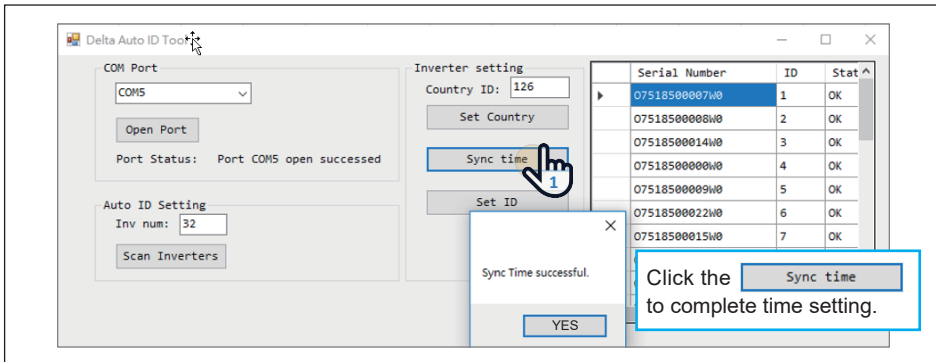 Delta Auto ID Too
COM Port
COM5
Open Port
Port Status: Port COM5 open successed
Auto ID Setting
Inv num: 32
Scan Inverters
Inverter setting
Country ID: 126
Set Country
Sync time
1
Set ID
Sync Time successful.
YES
Serial Number ID Stat
O7518500007W0 1 OK
O7518500008W0 2 OK
O7518500014W0 3 OK
O7518500000W0 4 OK
O7518500009W0 5 OK
O7518500022W0 6 OK
O7518500015W0 7 OK
Click the Sync time
to complete time setting.